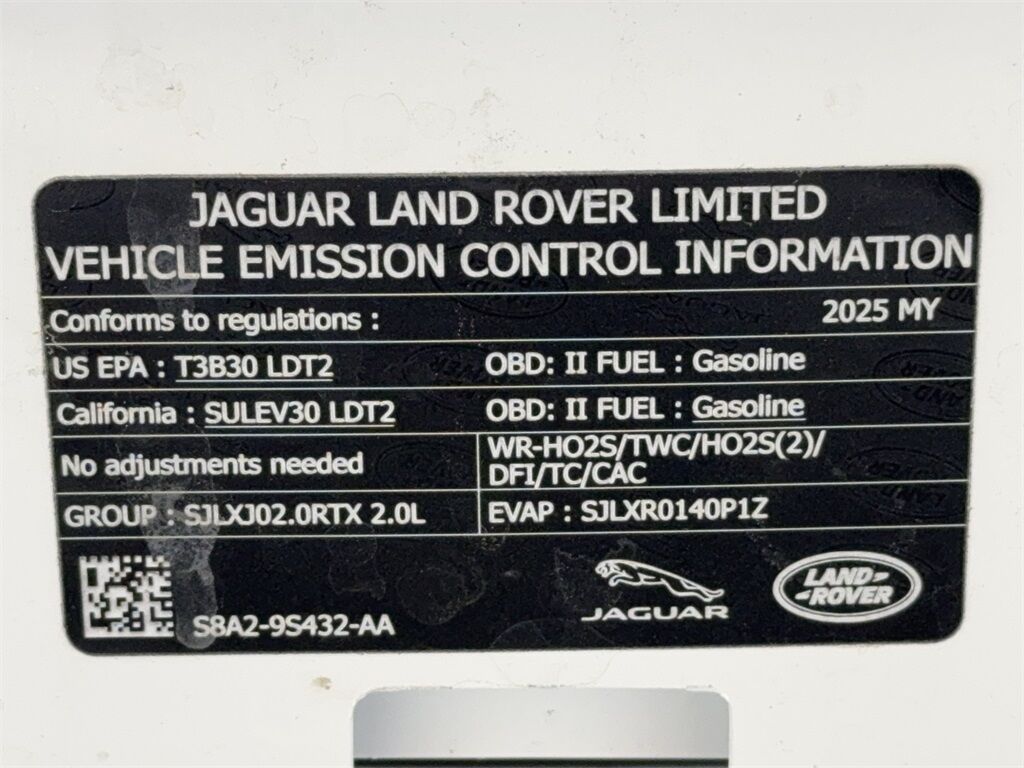 JAGUAR LAND ROVER LIMITED
VEHICLE EMISSION CONTROL INFORMATION
Conforms to regulations : 2025 MY
US EPA : T3B30 LDT2 OBD: II FUEL : Gasoline
California : SULEV30 LDT2 OBD: II FUEL : Gasoline
No adjustments needed WR-HO2S/TWC/HO2S(2)/
DFI/TC/CAC
GROUP : SJLXJ02.0RTX 2.0L EVAP : SJLXR0140P1Z
S8A2-9S432-AA
JAGUAR
LAND-
-ROVER